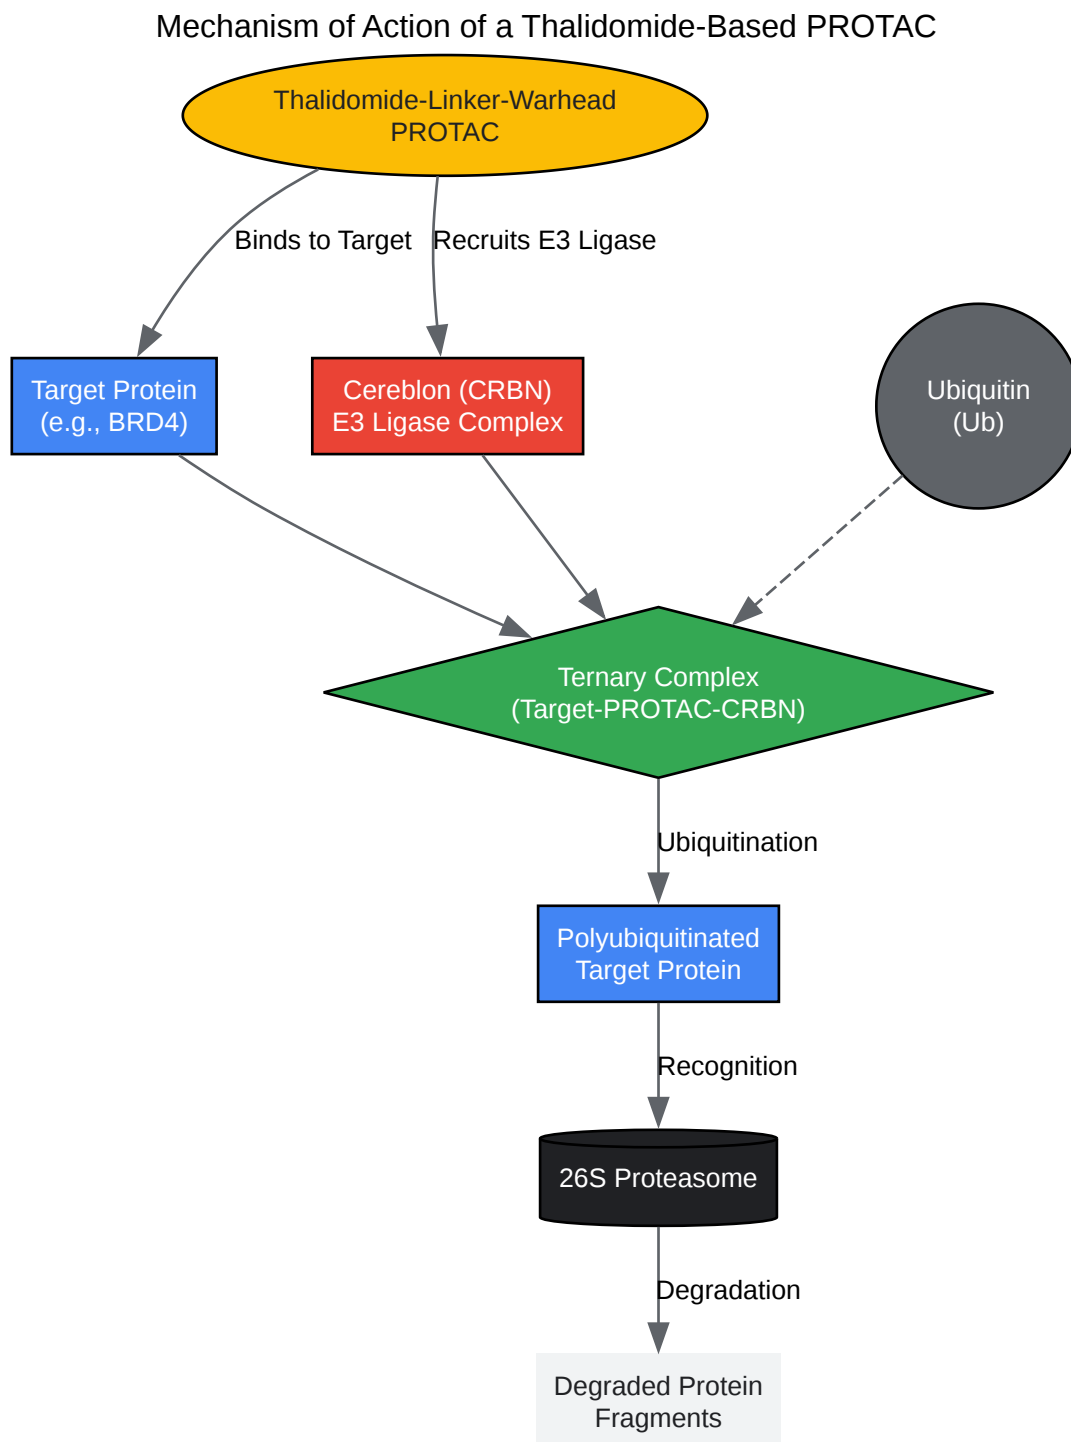 Mechanism of Action of a Thalidomide-Based PROTAC
Thalidomide-Linker-Warhead
PROTAC
Binds to Target
Recruits E3 Ligase
Target Protein
(e.g., BRD4)
Cereblon (CRBN)
E3 Ligase Complex
Ubiquitin
(Ub)
Ternary Complex
(Target-PROTAC-CRBN)
Ubiquitination
Polyubiquitinated
Target Protein
Recognition
26S Proteasome
Degradation
Degraded Protein
Fragments